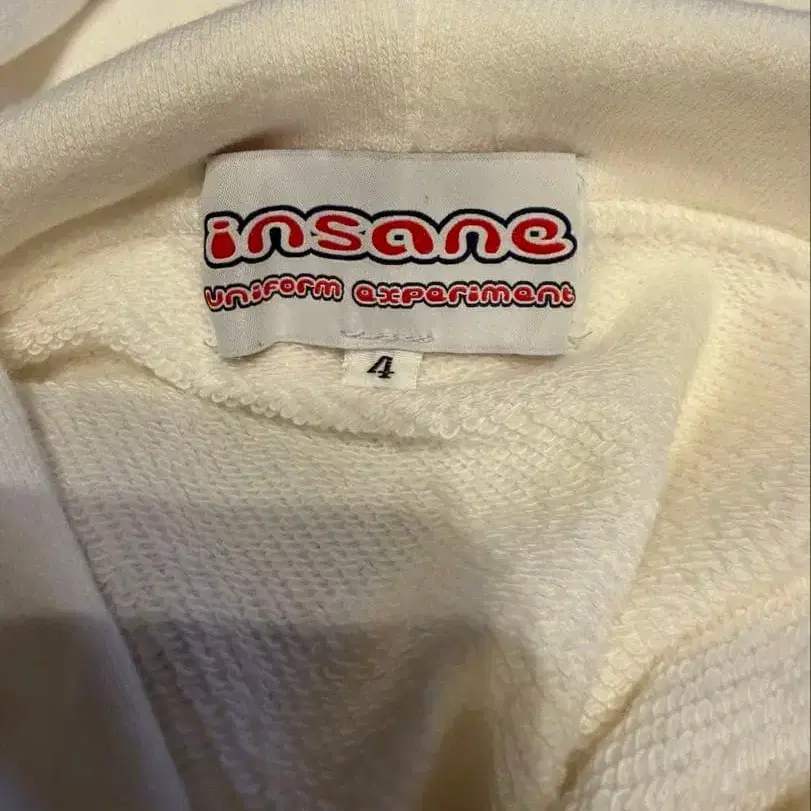 insane
uniform experiment
4